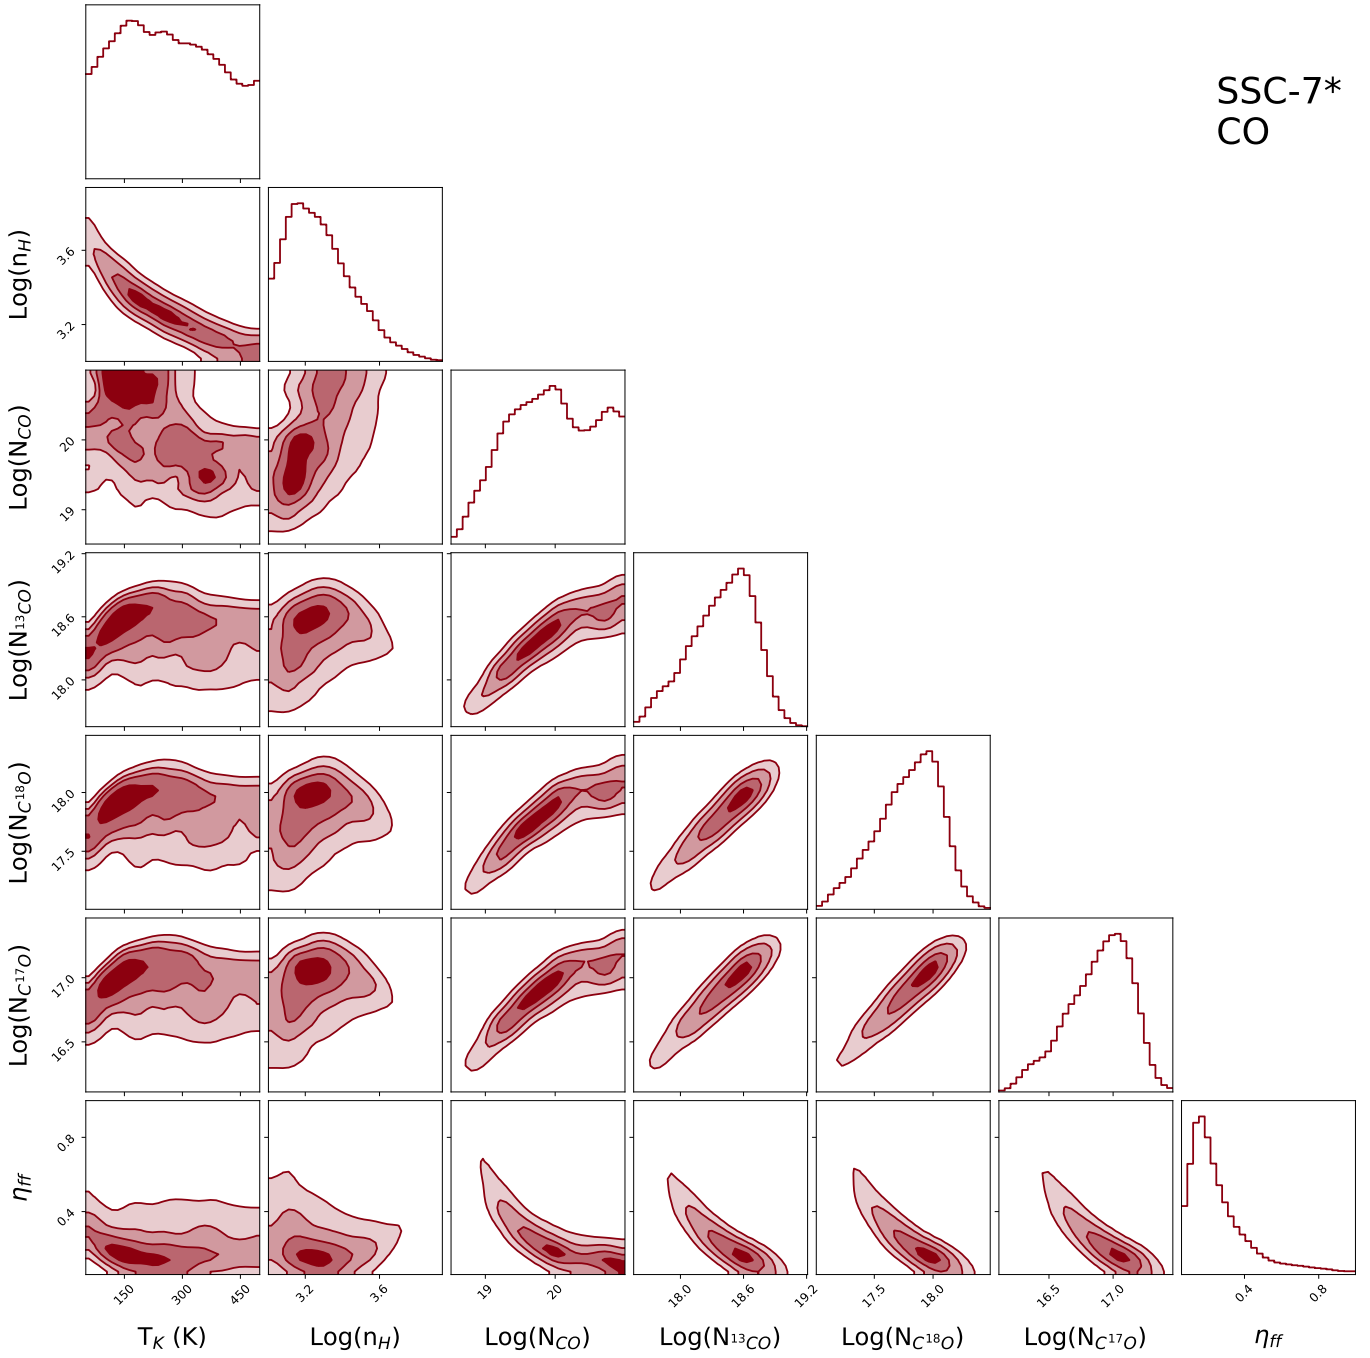 SSC-7*
CO
Log(n_H)
3.6
3.2
Log(N_CO)
20
19
Log(N_13CO)
19.2
18.6
18.0
Log(N_C18O)
18.0
17.5
Log(N_C17O)
17.0
16.5
η_ff
0.8
0.4
150 300 450 3.2 3.6 19 20 18.0 18.6 19.2 17.5 18.0 16.5 17.0 0.4 0.8
T_K (K) Log(n_H) Log(N_CO) Log(N_13CO) Log(N_C18O) Log(N_C17O) η_ff